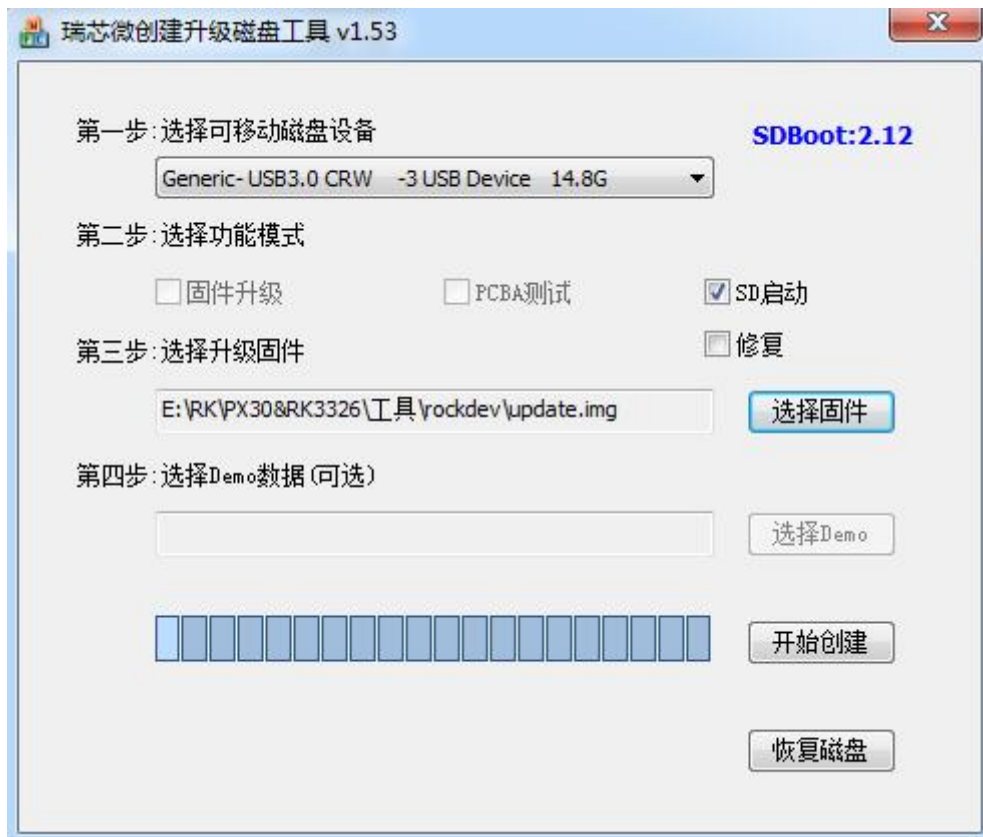 瑞芯微创建升级磁盘工具 v1.53
第一步:选择可移动磁盘设备
SDBoot:2.12
Generic- USB3.0 CRW -3 USB Device 14.8G
第二步:选择功能模式
固件升级 PCBA测试 SD启动
第三步:选择升级固件
修复
E:\RK\PX30&RK3326\工具\rockdev\update.img
选择固件
第四步:选择Demo数据(可选)
选择Demo
开始创建
恢复磁盘